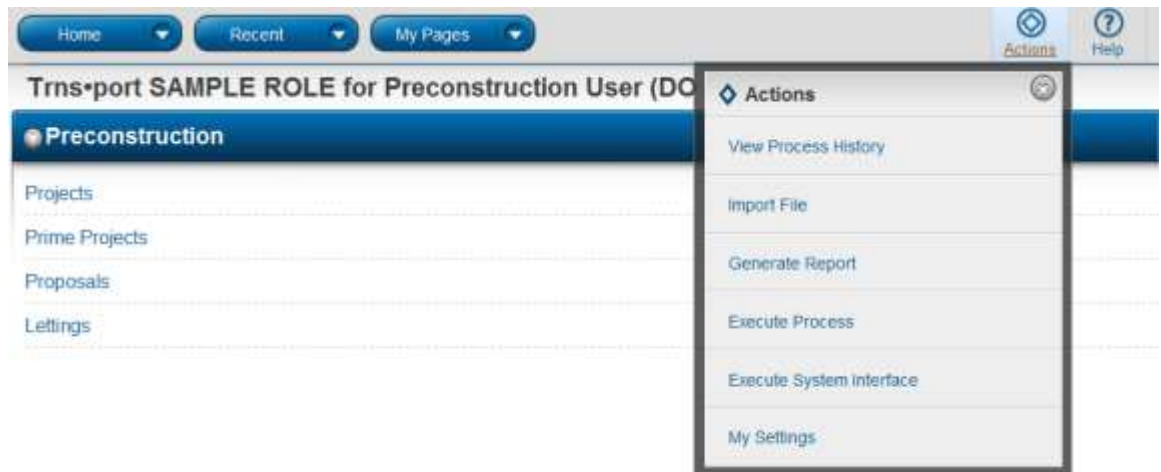 Home Recent My Pages Actions Help
Trns•port SAMPLE ROLE for Preconstruction User (DO
Actions
Preconstruction
View Process History
Projects
Import File
Prime Projects
Generate Report
Proposals
Lettings
Execute Process
Execute System Interface
My Settings